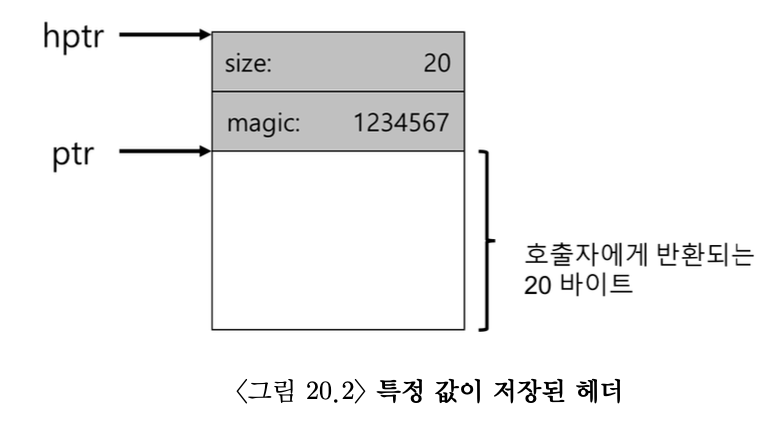 hptr
size: 20
magic: 1234567
ptr
호출자에게 반환되는
20 바이트
<그림 20.2> 특정 값이 저장된 헤더